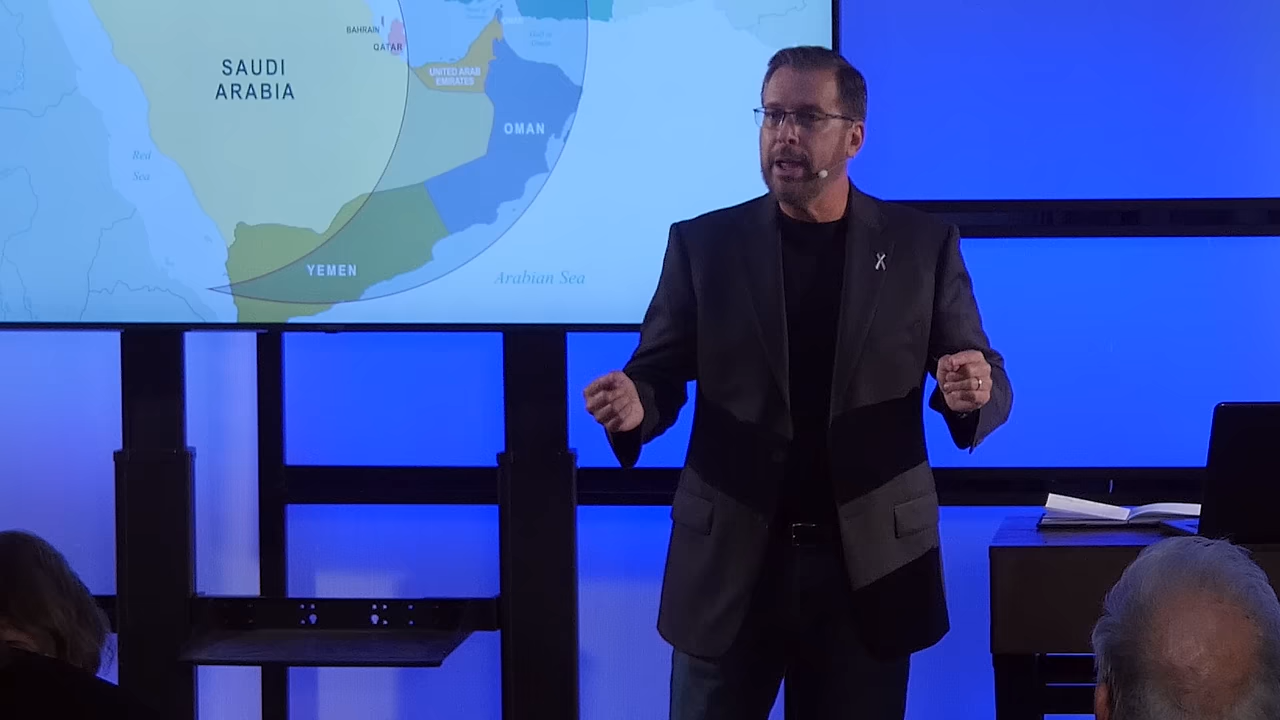 BAHRAIN
QATAR
SAUDI
ARABIA
UNITED ARAB
EMIRATES
OMAN
Red
Sea
YEMEN
Arabian Sea